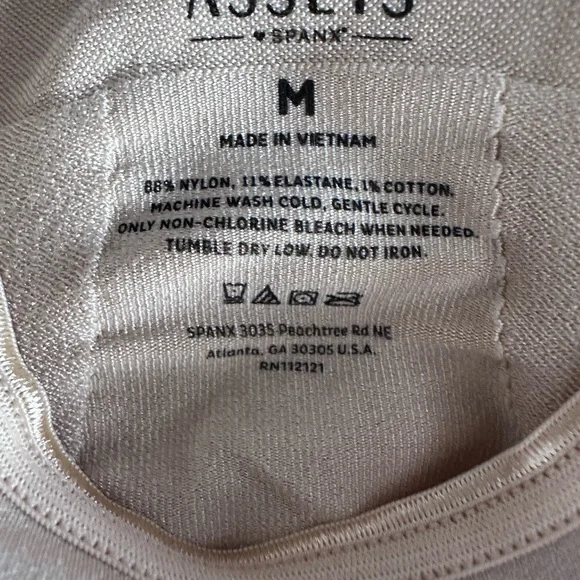 ASSETS
SPANX®
M
MADE IN VIETNAM
88% NYLON, 11% ELASTANE, 1% COTTON.
MACHINE WASH COLD, GENTLE CYCLE.
ONLY NON-CHLORINE BLEACH WHEN NEEDED.
TUMBLE DRY LOW. DO NOT IRON.
SPANX 3035 Peachtree Rd NE
Atlanta, GA 30305 U.S.A.
RN112121